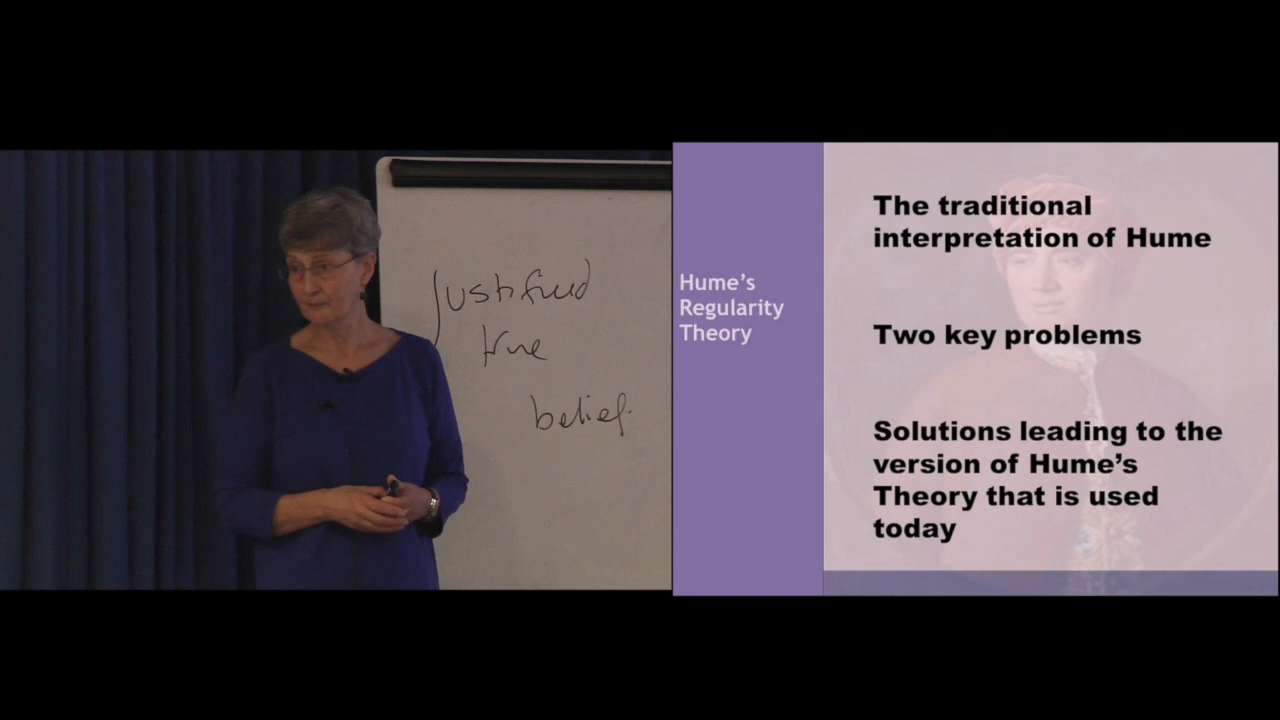 Justified
true
belief.
Hume's
Regularity
Theory
The traditional
interpretation of Hume
Two key problems
Solutions leading to the
version of Hume's
Theory that is used
today